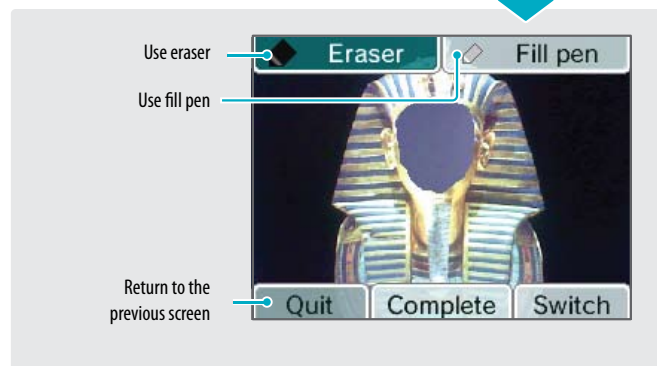 Use eraser
Eraser
Fill pen
Use fill pen
Return to the
previous screen
Quit
Complete
Switch